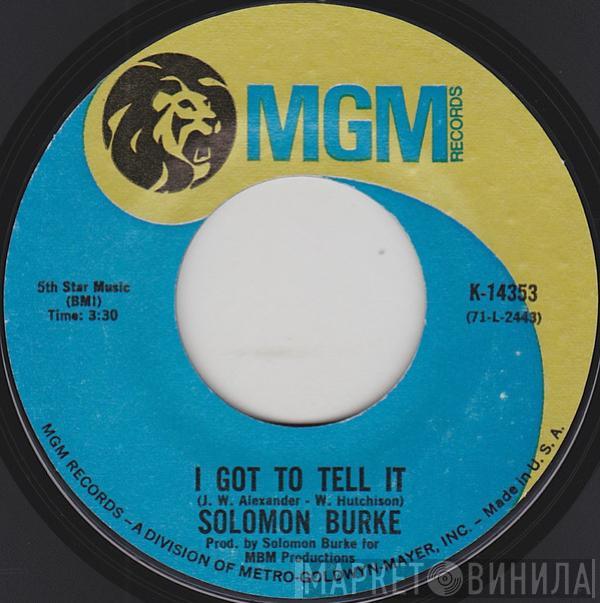 MGM
RECORDS
5th Star Music
(BMI)
Time: 3:30
K-14353
(71-L-2443)
I GOT TO TELL IT
(J. W. Alexander - W. Hutchison)
SOLOMON BURKE
Prod. by Solomon Burke for
MBM Productions
MGM RECORDS – A DIVISION OF METRO-GOLDWYN-MAYER, INC. – Made in U. S. A.
МАРКЕТ ВИНИЛА